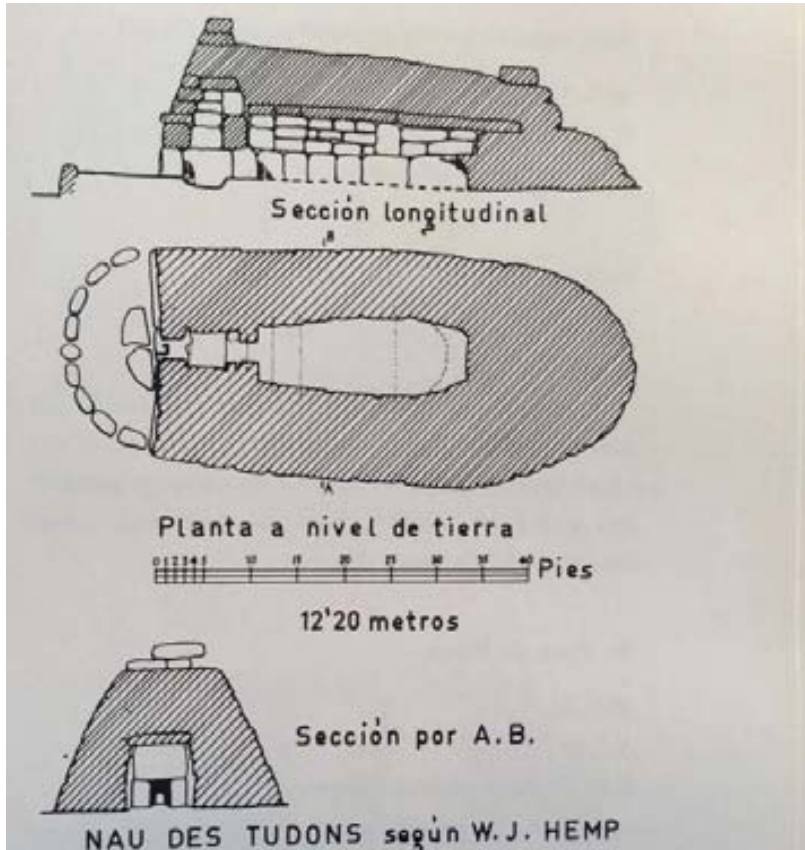 Sección longitudinal
B
Planta a nivel de tierra
0 1 2 3 4 5 10 15 20 25 30 35 40 Pies
12'20 metros
Sección por A.B.
NAU DES TUDONS según W. J. HEMP